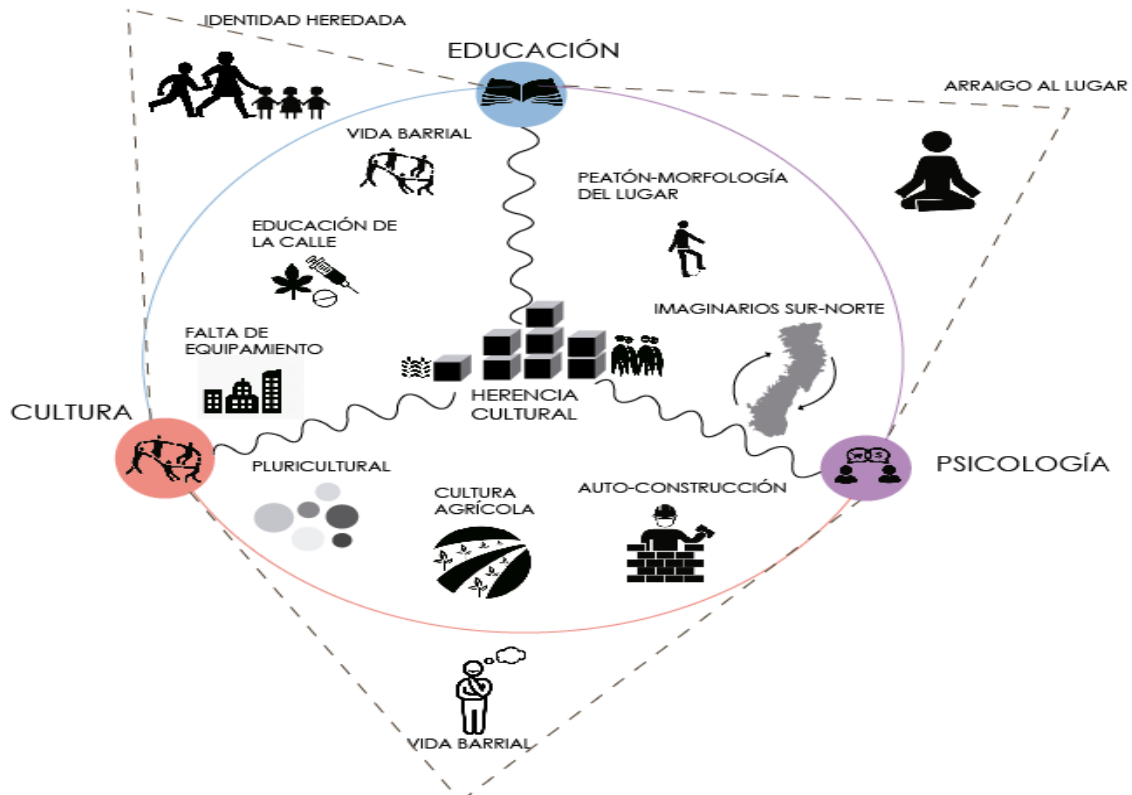 IDENTIDAD HEREDADA
EDUCACIÓN
ARRAIGO AL LUGAR
VIDA BARRIAL
PEATÓN-MORFOLOGÍA
DEL LUGAR
EDUCACIÓN DE
LA CALLE
IMAGINARIOS SUR-NORTE
FALTA DE
EQUIPAMIENTO
HERENCIA
CULTURAL
CULTURA
PSICOLOGÍA
PLURICULTURAL
CULTURA
AGRÍCOLA
AUTO-CONSTRUCCIÓN
VIDA BARRIAL